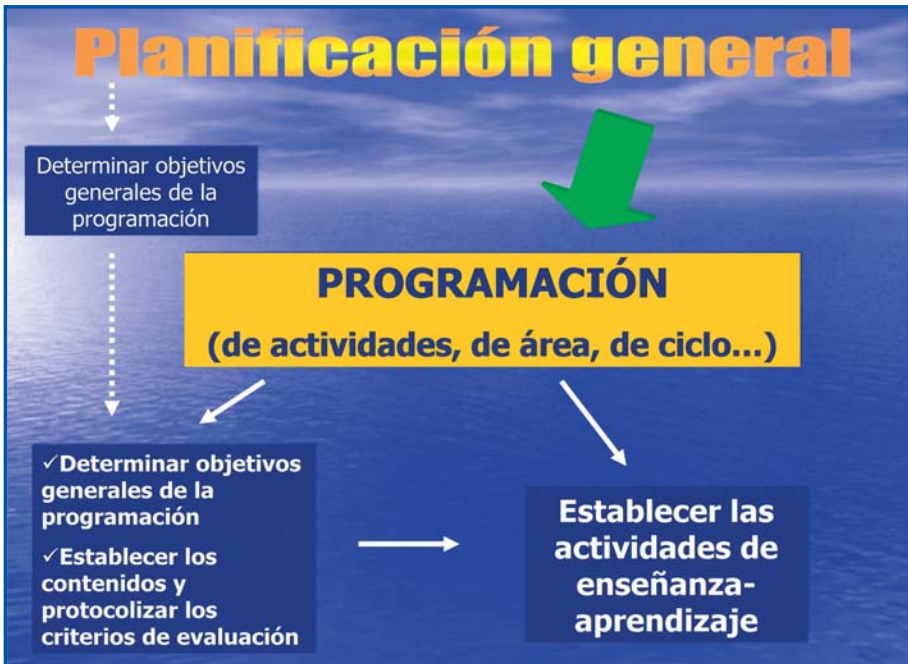 Planificación general
Determinar objetivos
generales de la
programación
PROGRAMACIÓN
(de actividades, de área, de ciclo...)
✓Determinar objetivos
generales de la
programación
✓Establecer los
contenidos y
protocolizar los
criterios de evaluación
Establecer las
actividades de
enseñanza-
aprendizaje